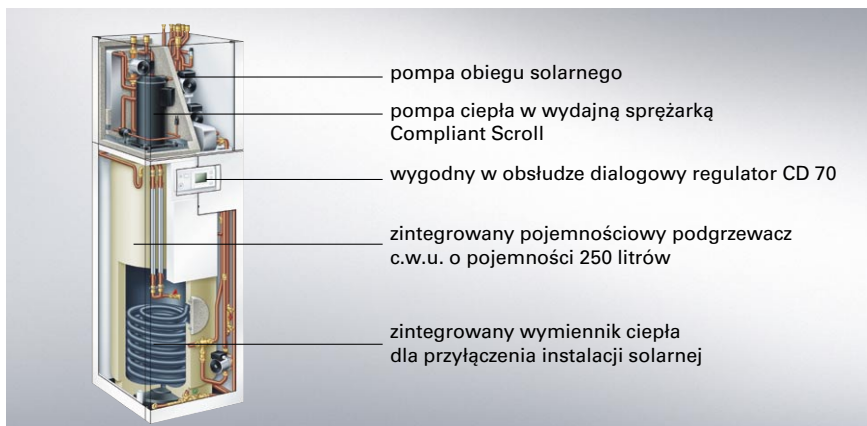 pompa obiegu solarnego
pompa ciepła w wydajną sprężarką
Compliant Scroll
wygodny w obsłudze dialogowy regulator CD 70
zintegrowany pojemnościowy podgrzewacz
c.w.u. o pojemności 250 litrów
zintegrowany wymiennik ciepła
dla przyłączenia instalacji solarnej